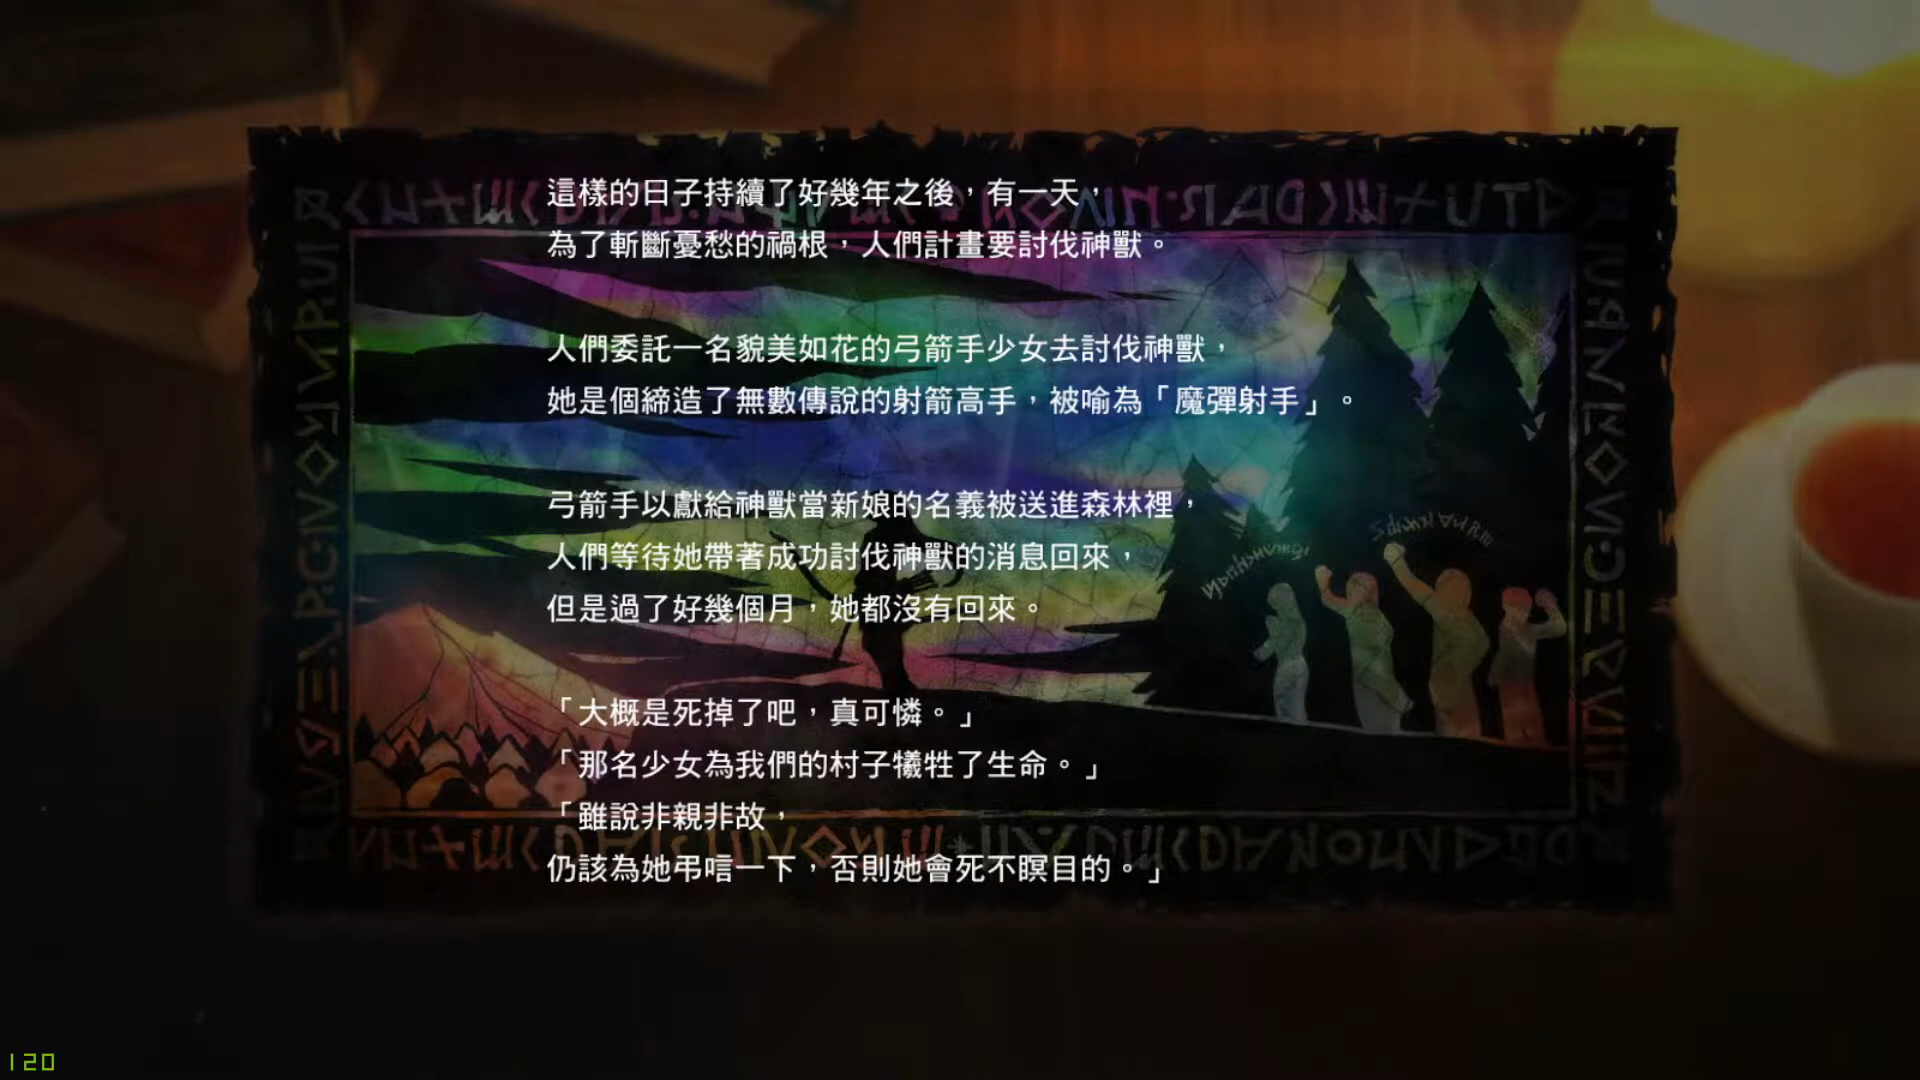 這樣的日子持續了好幾年之後，有一天，
為了斬斷憂愁的禍根，人們計畫要討伐神獸。
人們委託一名貌美如花的弓箭手少女去討伐神獸，
她是個締造了無數傳說的射箭高手，被喻為「魔彈射手」。
弓箭手以獻給神獸當新娘的名義被送進森林裡，
人們等待她帶著成功討伐神獸的消息回來，
但是過了好幾個月，她都沒有回來。
「大概是死掉了吧，真可憐。」
「那名少女為我們的村子犧牲了生命。」
「雖說非親非故，
仍該為她弔唁一下，否則她會死不瞑目的。」
120